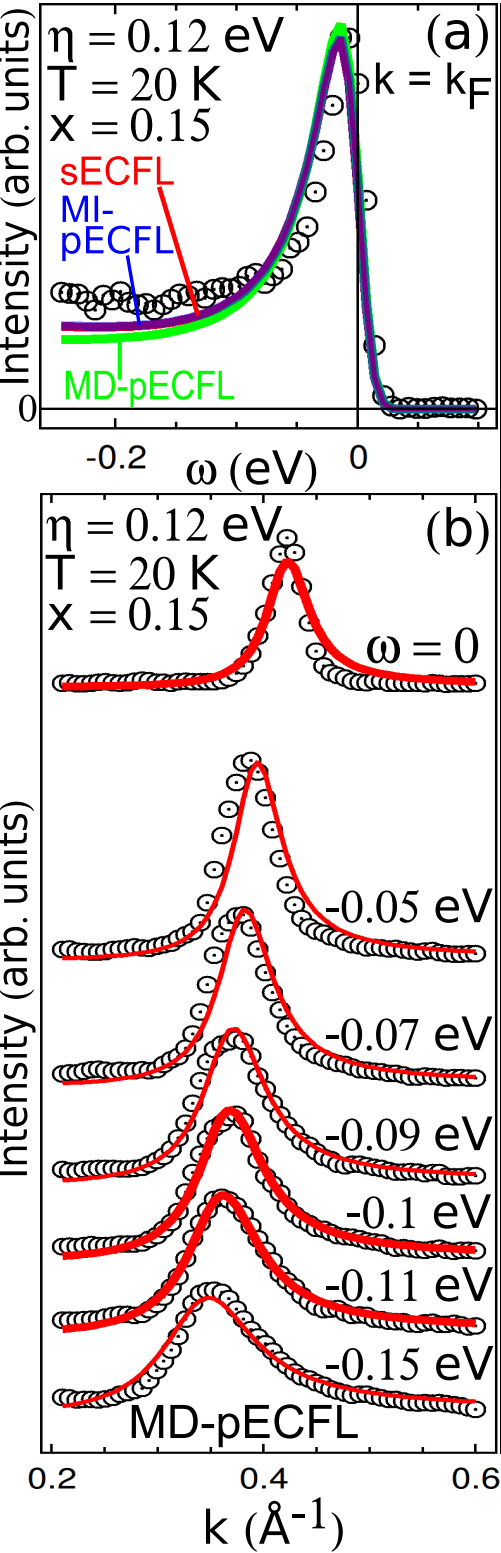 Intensity (arb. units)
η = 0.12 eV
(a)
T = 20 K
k = kF
x = 0.15
sECFL
MI-
pECFL
MD-pECFL
0
-0.2
0
ω (eV)
Intensity (arb. units)
η = 0.12 eV
(b)
T = 20 K
x = 0.15
ω = 0
-0.05 eV
-0.07 eV
-0.09 eV
-0.1 eV
-0.11 eV
-0.15 eV
MD-pECFL
0.2
0.4
0.6
k (Å-1)